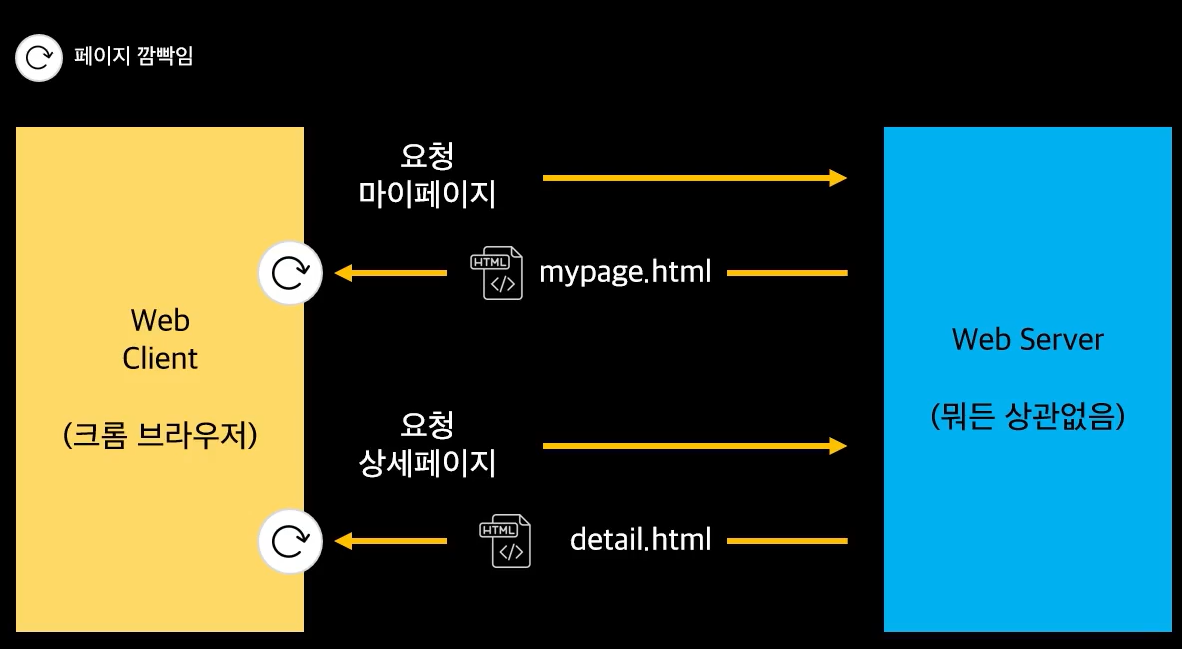 페이지 깜빡임
요청
마이페이지
HTML
</>
mypage.html
Web
Client
(크롬 브라우저)
Web Server
(뭐든 상관없음)
요청
상세페이지
HTML
</>
detail.html